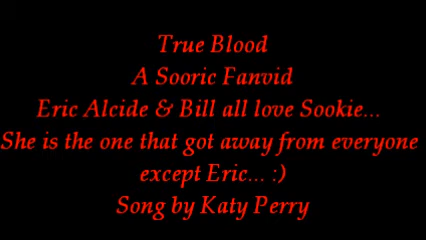 True Blood
A Sooric Fanvid
Eric Alcide & Bill all love Sookie...
She is the one that got away from everyone
except Eric... :)
Song by Katy Perry